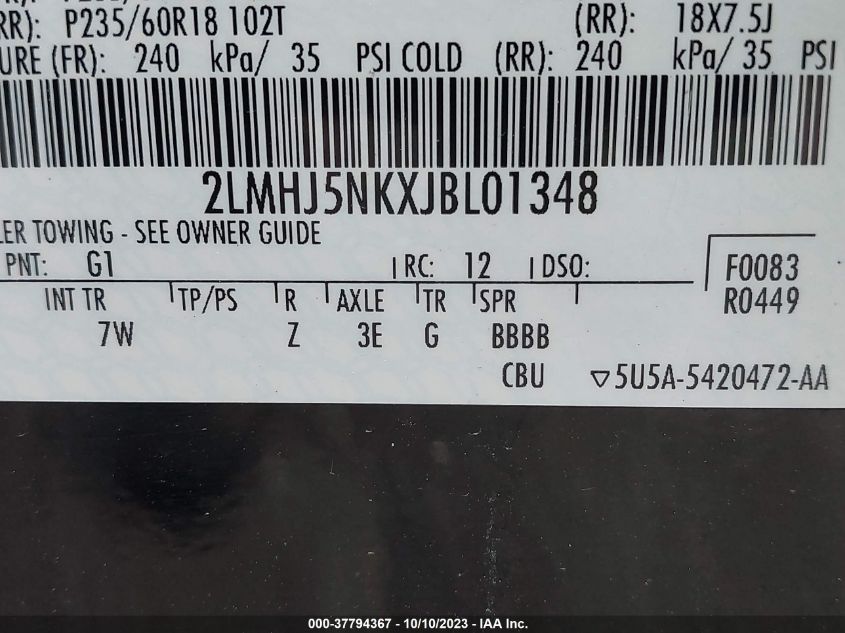 RR): P235/60R18 102T (RR): 18X7.5J
URE (FR): 240 kPa/ 35 PSI COLD (RR): 240 kPa/ 35 PSI
2LMHJ5NKXJBL01348
LER TOWING - SEE OWNER GUIDE
PNT: G1 RC: 12 DSO: F0083
INT TR TP/PS R AXLE TR SPR R0449
7W Z 3E G BBBB
CBU ▽5U5A-5420472-AA
000-37794367 - 10/10/2023 - IAA Inc.